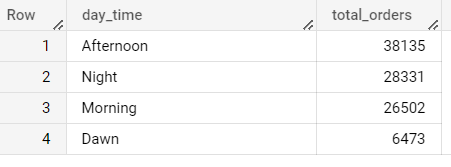 Row day_time total_orders
1 Afternoon 38135
2 Night 28331
3 Morning 26502
4 Dawn 6473